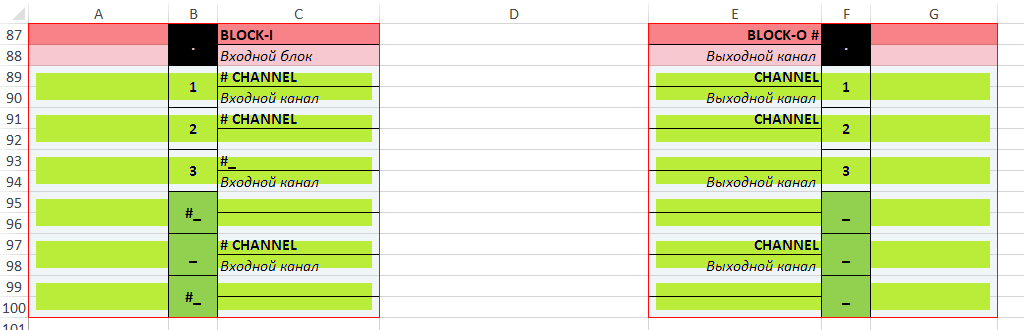 A B C D E F G
87 . BLOCK-I BLOCK-O # .
88 Входной блок Выходной канал
89 1 # CHANNEL CHANNEL 1
90 Входной канал Выходной канал
91 2 # CHANNEL CHANNEL 2
92
93 3 #_ 3
94 Входной канал Выходной канал
95 #_ _
96
97 _ # CHANNEL CHANNEL _
98 Входной канал Выходной канал
99 #_ _
100
101